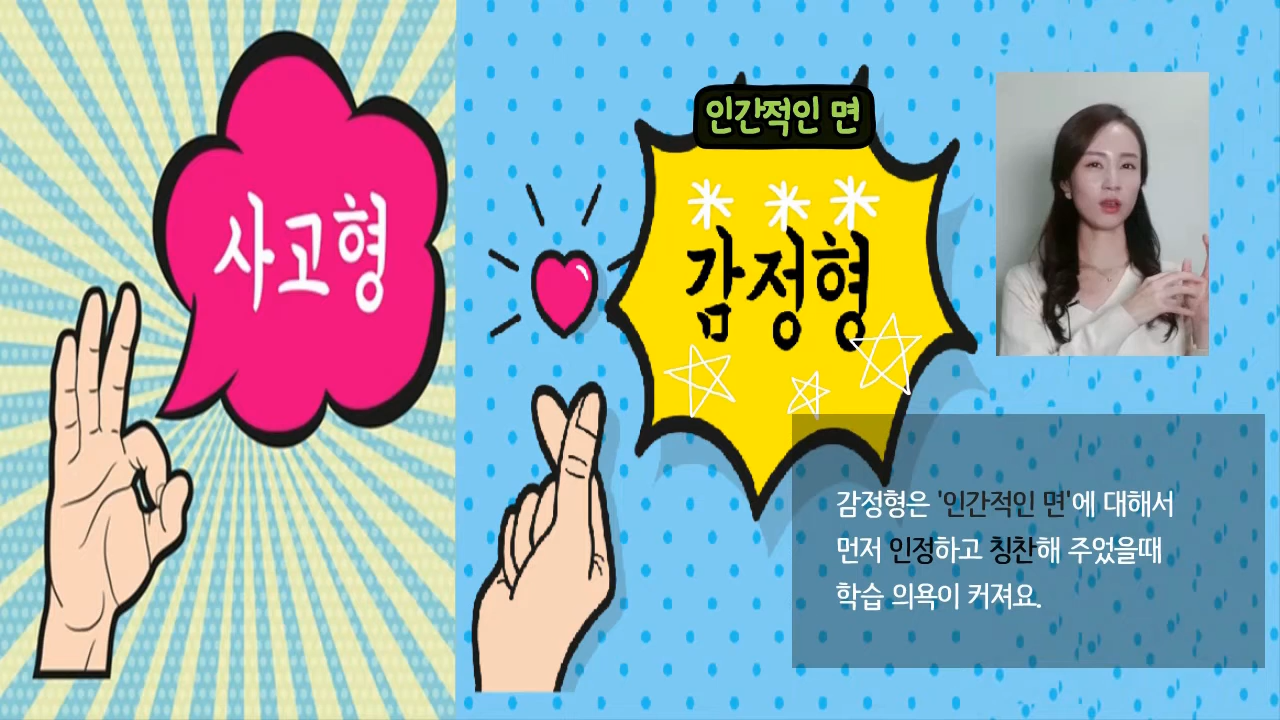 사고형
인간적인 면
감정형
감정형은 '인간적인 면'에 대해서
먼저 인정하고 칭찬해 주었을때
학습 의욕이 커져요.